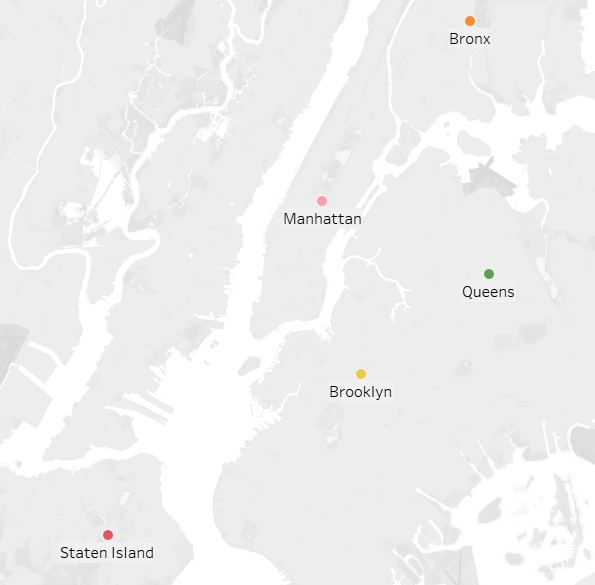 Bronx
Manhattan
Queens
Brooklyn
Staten Island